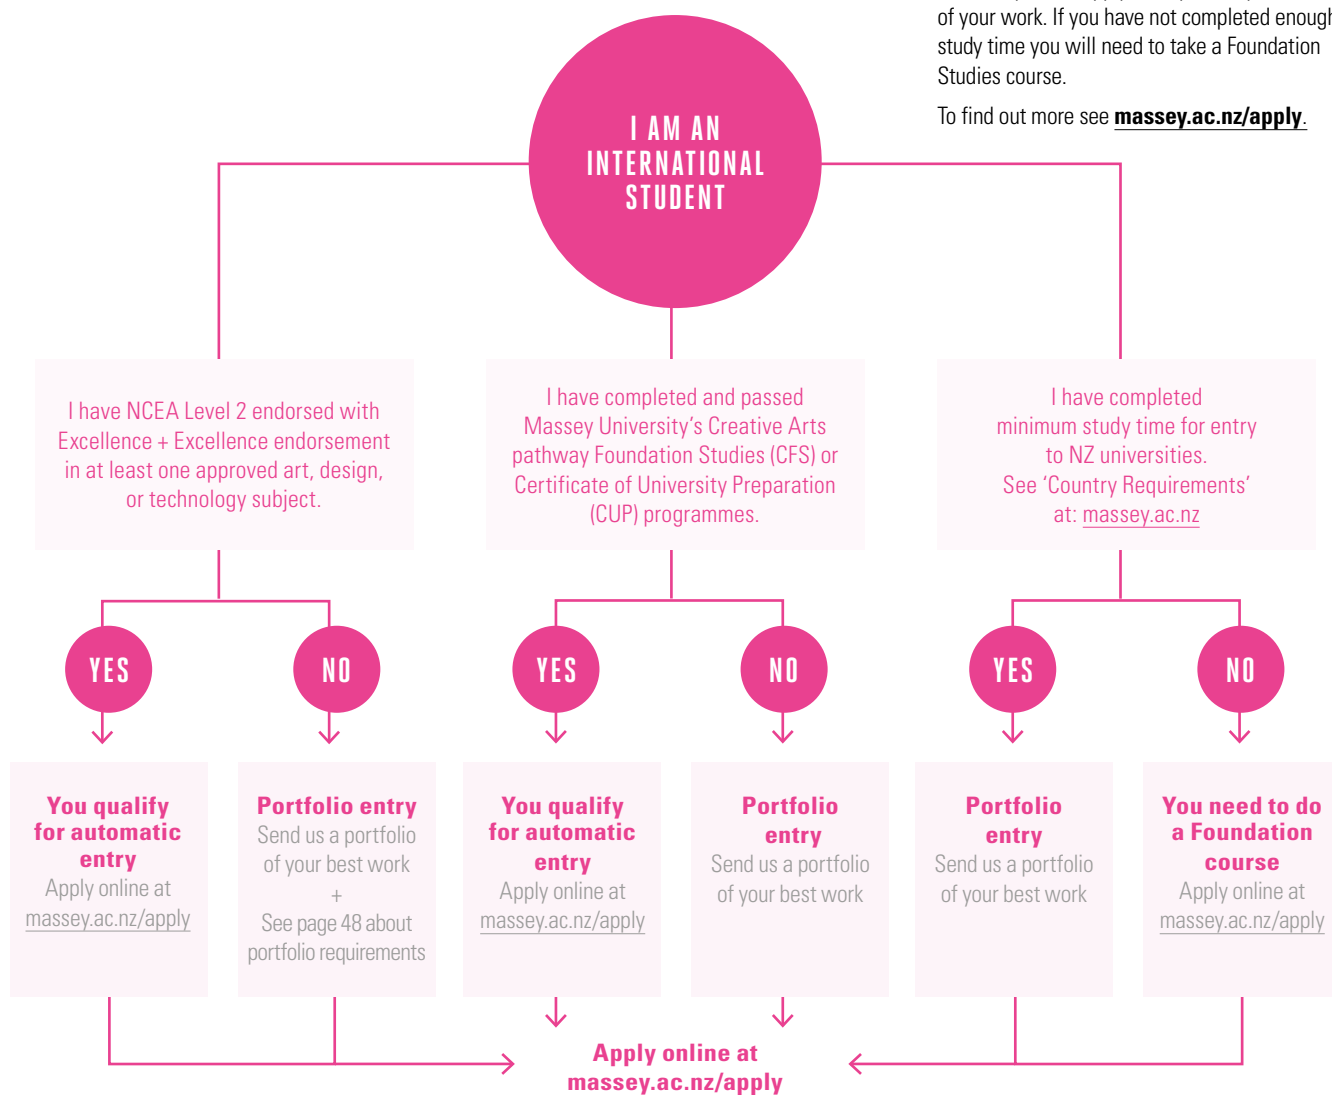 of your work. If you have not completed enough
study time you will need to take a Foundation
Studies course.
To find out more see massey.ac.nz/apply.
I AM AN
INTERNATIONAL
STUDENT
I have NCEA Level 2 endorsed with
Excellence + Excellence endorsement
in at least one approved art, design,
or technology subject.
I have completed and passed
Massey University's Creative Arts
pathway Foundation Studies (CFS) or
Certificate of University Preparation
(CUP) programmes.
I have completed
minimum study time for entry
to NZ universities.
See ‘Country Requirements’
at: massey.ac.nz
YES
NO
YES
NO
YES
NO
You qualify
for automatic
entry
Apply online at
massey.ac.nz/apply
Portfolio entry
Send us a portfolio
of your best work
+
See page 48 about
portfolio requirements
You qualify
for automatic
entry
Apply online at
massey.ac.nz/apply
Portfolio
entry
Send us a portfolio
of your best work
Portfolio
entry
Send us a portfolio
of your best work
You need to do
a Foundation
course
Apply online at
massey.ac.nz/apply
Apply online at
massey.ac.nz/apply